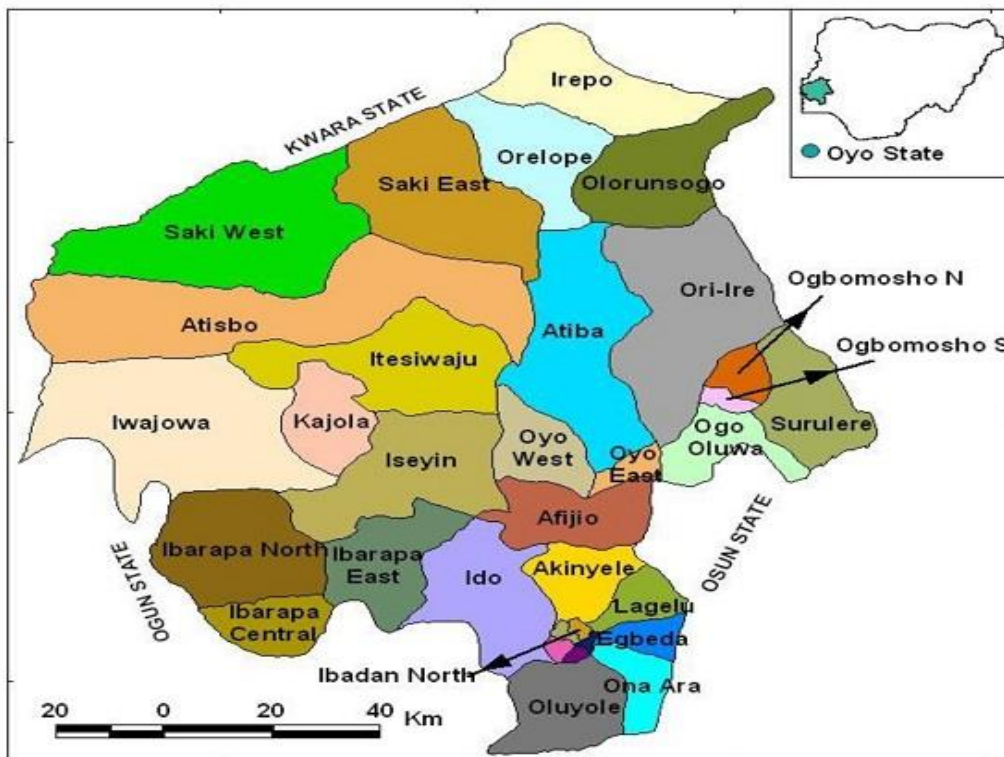 Irepo
KWARA STATE
Orelope
Oyo State
Saki East
Olorunsogo
Saki West
Ogbomosho N
Ori-Ire
Atisbo
Atiba
Ogbomosho S
Itesiwaju
Iwajowa
Kajola
Ogo
Oluwa
Surulere
Oyo
West
Iseyin
Oyo
East
Afijio
OSUN STATE
Ibarapa North
Ibarapa
East
Ido
Akinyele
OGUN STATE
Ibarapa
Central
Lagelu
Egbeda
Ibadan North
Ona Ara
Oluyole
20 0 20 40 Km